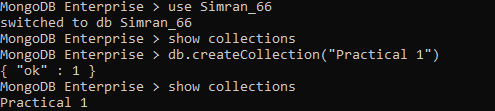 MongoDB Enterprise > use Simran_66
switched to db Simran_66
MongoDB Enterprise > show collections
MongoDB Enterprise > db.createCollection("Practical 1")
{ "ok" : 1 }
MongoDB Enterprise > show collections
Practical 1